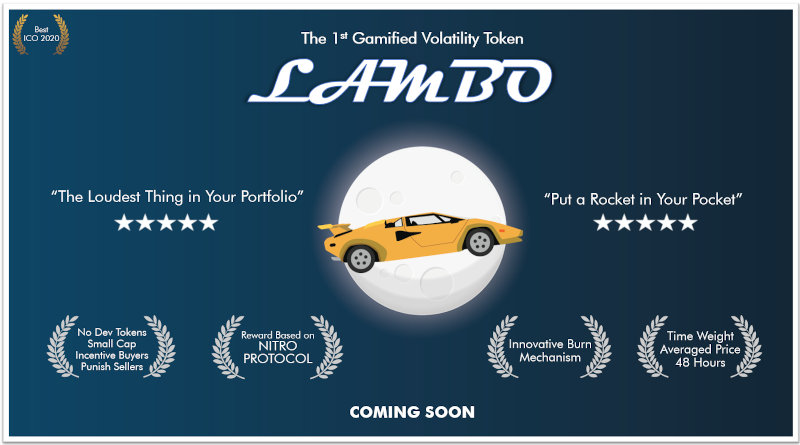 Best
ICO 2020
The 1st Gamified Volatility Token
LAMBO
“The Loudest Thing in Your Portfolio”
“Put a Rocket in Your Pocket”
No Dev Tokens
Small Cap
Incentive Buyers
Punish Sellers
Reward Based on
NITRO
PROTOCOL
Innovative Burn
Mechanism
Time Weight
Averaged Price
48 Hours
COMING SOON